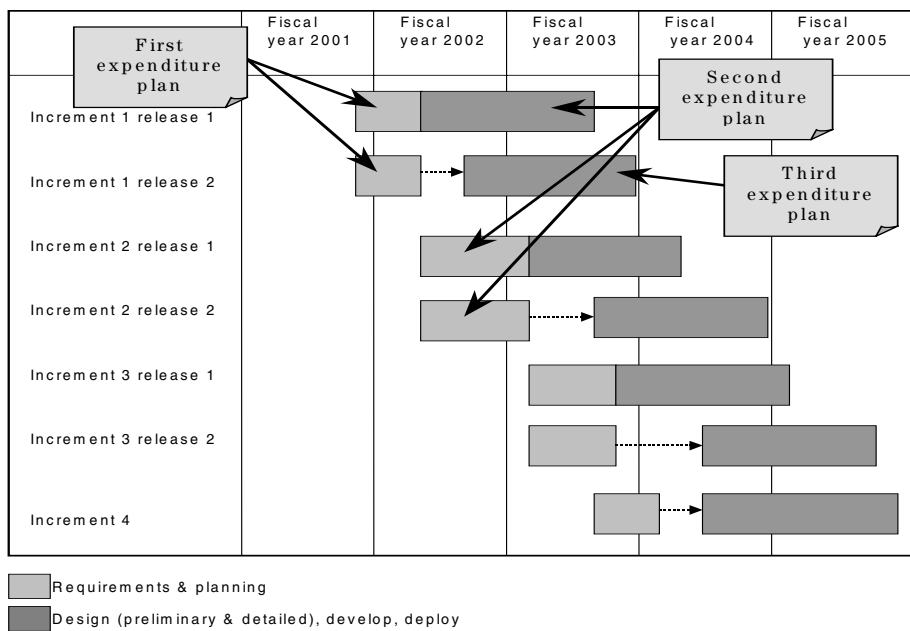 Fiscal
year 2001
Fiscal
year 2002
Fiscal
year 2003
Fiscal
year 2004
Fiscal
year 2005
First
expenditure
plan
Second
expenditure
plan
Third
expenditure
plan
Increment 1 release 1
Increment 1 release 2
Increment 2 release 1
Increment 2 release 2
Increment 3 release 1
Increment 3 release 2
Increment 4
Requirements & planning
Design (preliminary & detailed), develop, deploy